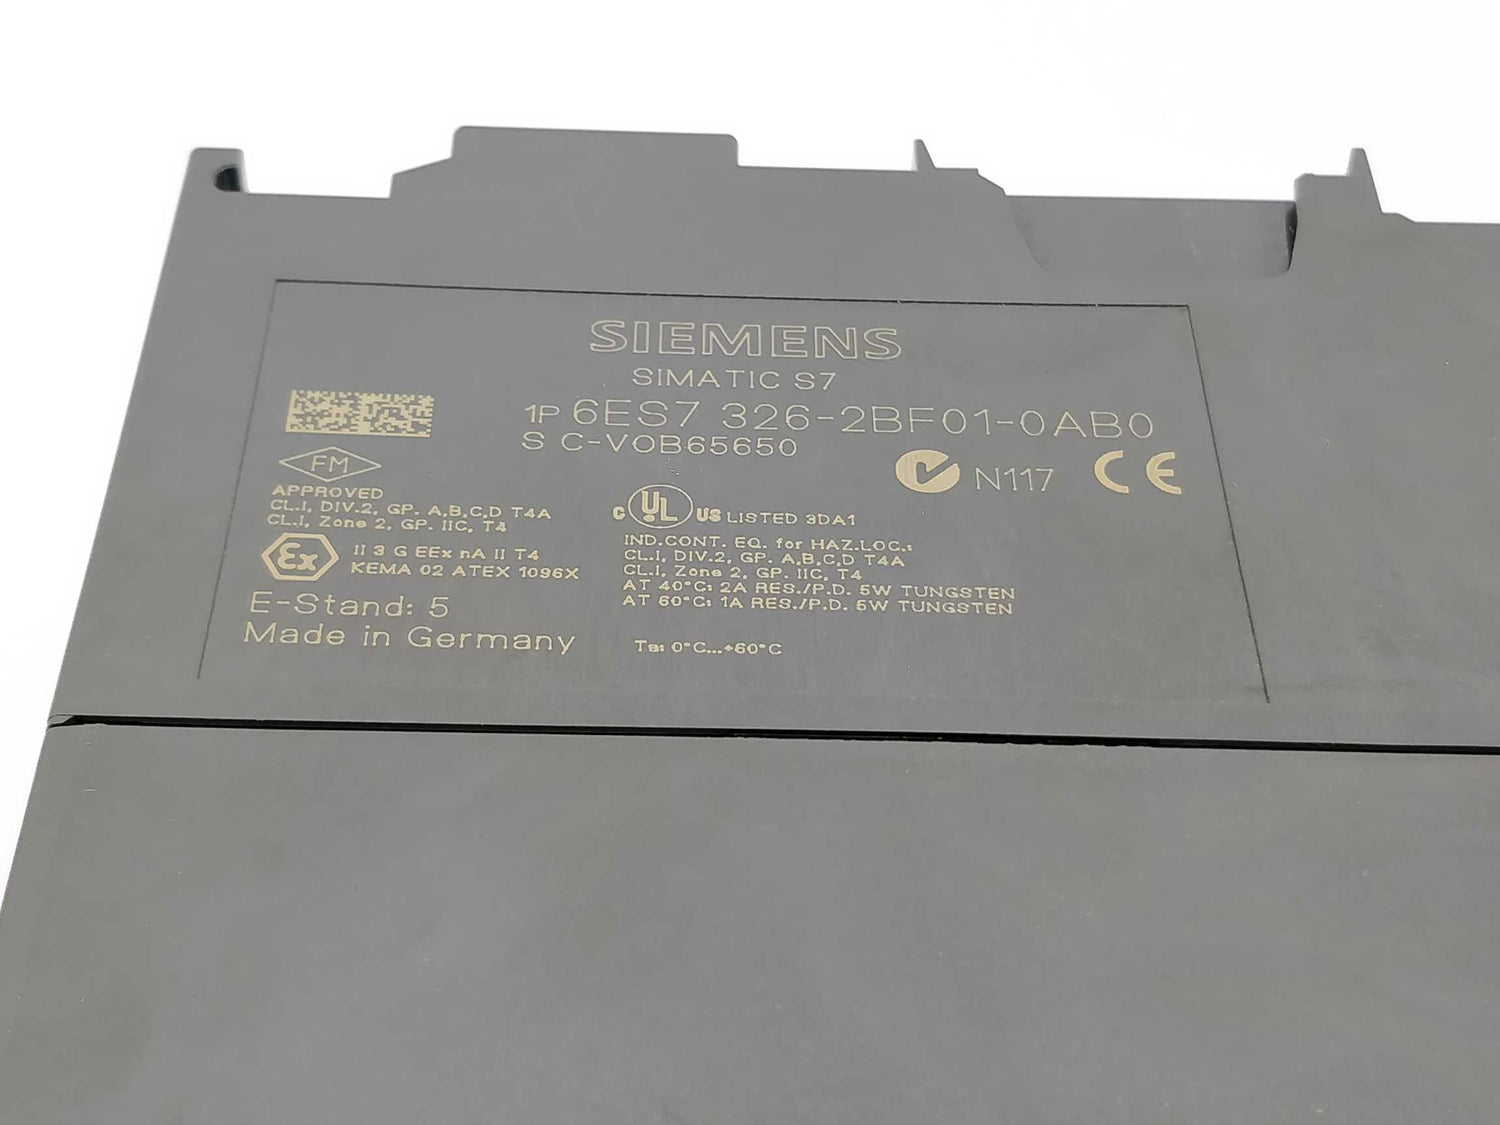 SIEMENS
SIMATIC S7
1P 6ES7 326-2BF01-0AB0
S C-VOB65650
FM
APPROVED
CL.I, DIV.2, GP. A,B,C,D T4A
CL.I, Zone 2, GP. IIC, T4
N117 CE
C UL US LISTED 3DA1
IND.CONT. EQ. for HAZ.LOC.:
CL.I, DIV.2, GP. A,B,C,D T4A
CL.I, Zone 2, GP. IIC, T4
AT 40°C: 2A RES./P.D. 5W TUNGSTEN
AT 60°C: 1A RES./P.D. 5W TUNGSTEN
Ex II 3 G EEx nA II T4
KEMA 02 ATEX 1096X
E-Stand: 5
Made in Germany
Ta: 0°C...+60°C